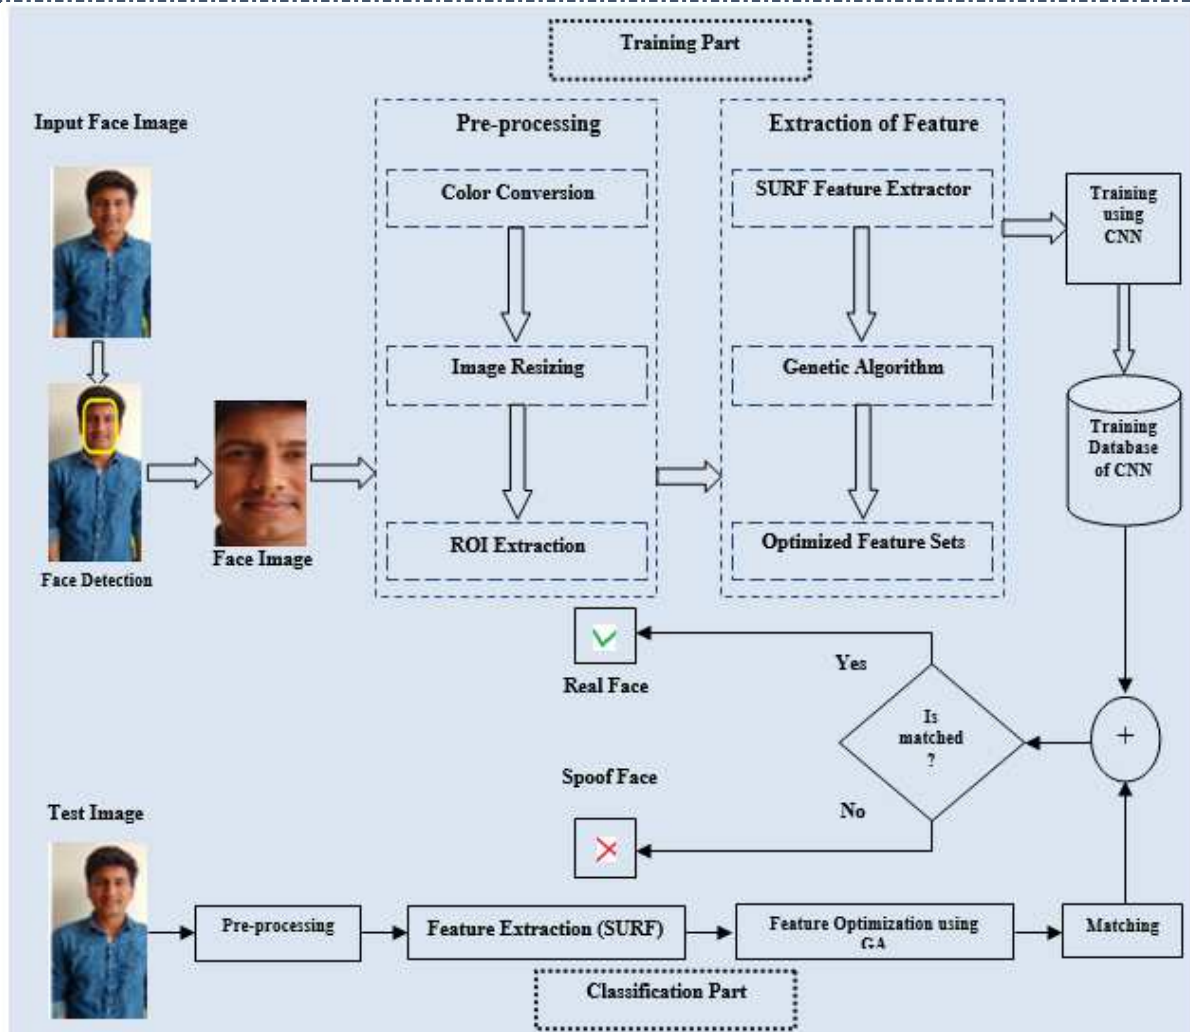 Training Part
Input Face Image
Pre-processing
Extraction of Feature
Color Conversion
SURF Feature Extractor
Training
using
CNN
Image Resizing
Genetic Algorithm
Training
Database
of CNN
ROI Extraction
Optimized Feature Sets
Face Image
Face Detection
Yes
Real Face
Is
matched
?
+
Spoof Face
No
Test Image
Pre-processing
Feature Extraction (SURF)
Feature Optimization using
GA
Matching
Classification Part